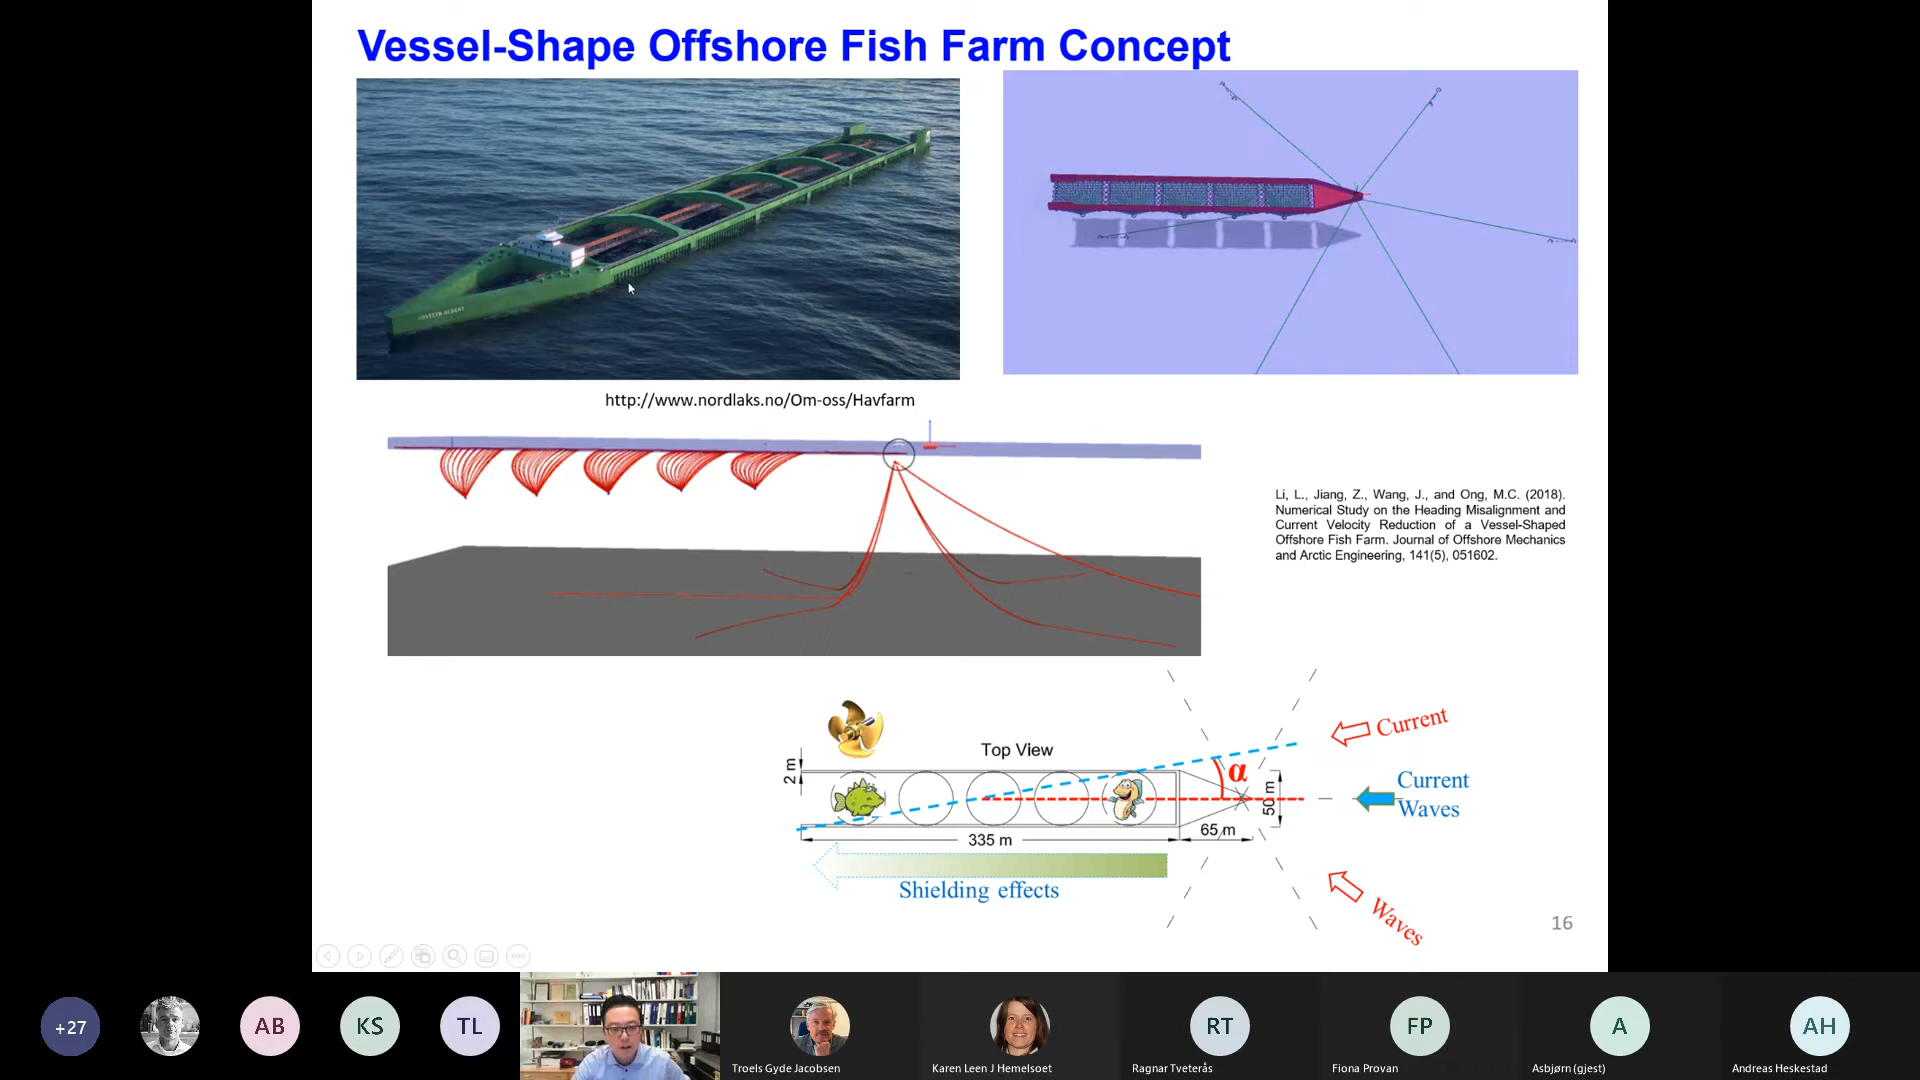 Vessel-Shape Offshore Fish Farm Concept
JOSTEIN ALBERT
http://www.nordlaks.no/Om-oss/Havfarm
Li, L., Jiang, Z., Wang, J., and Ong, M.C. (2018).
Numerical Study on the Heading Misalignment and
Current Velocity Reduction of a Vessel-Shaped
Offshore Fish Farm. Journal of Offshore Mechanics
and Arctic Engineering, 141(5), 051602.
Top View
2 m
α
50 m
335 m
65 m
Current
Current
Waves
Waves
Shielding effects
16
+27
AB
KS
TL
RT
FP
A
AH
Troels Gyde Jacobsen
Karen Leen J Hemelsoet
Ragnar Tveterås
Fiona Provan
Asbjørn (gjest)
Andreas Heskestad